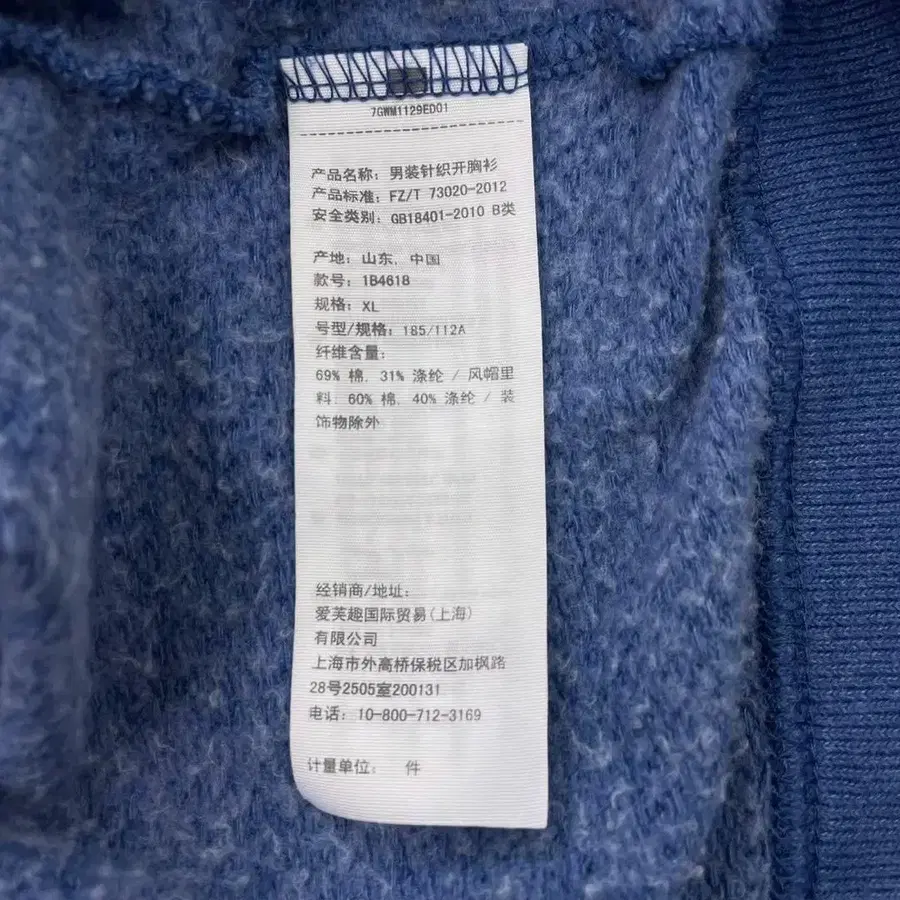 7GWM1129ED01
产品名称：男装针织开胸衫
产品标准：FZ/T 73020-2012
安全类别：GB18401-2010 B类
产地：山东，中国
款号：1B4618
规格：XL
号型/规格：185/112A
纤维含量：
69% 棉，31% 涤纶 / 风帽里
料：60% 棉，40% 涤纶 / 装
饰物除外
经销商/地址：
爱芙趣国际贸易(上海)
有限公司
上海市外高桥保税区加枫路
28号2505室200131
电话：10-800-712-3169
计量单位： 件